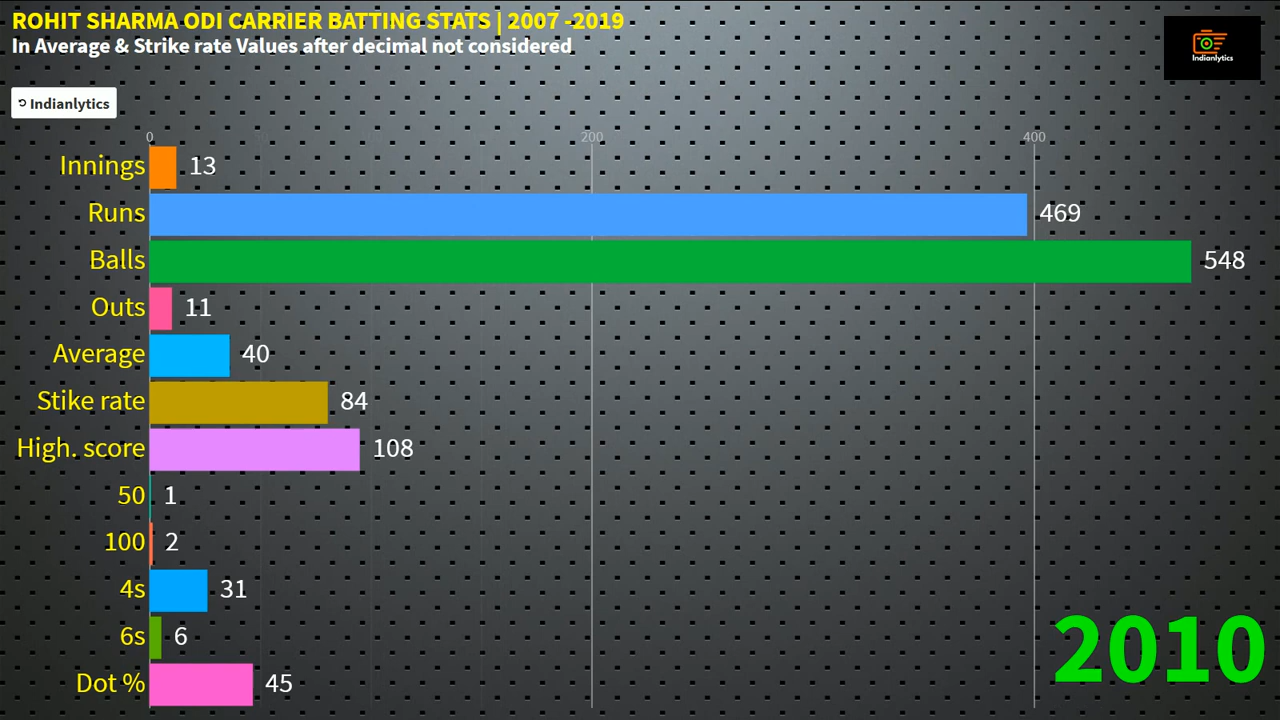 ROHIT SHARMA ODI CARRIER BATTING STATS | 2007 -2019
In Average & Strike rate Values after decimal not considered
Indianlytics
Indianlytics
0 200 400
Innings 13
Runs 469
Balls 548
Outs 11
Average 40
Stike rate 84
High. score 108
50 1
100 2
4s 31
6s 6
Dot % 45
2010